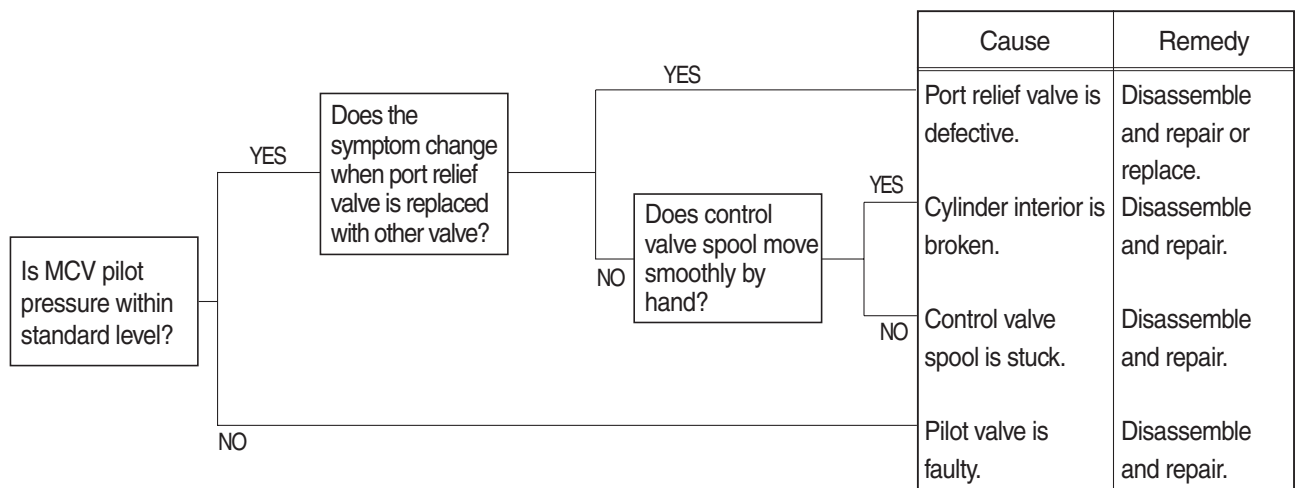 Is MCV pilot
pressure within
standard level?
YES
NO
Does the
symptom change
when port relief
valve is replaced
with other valve?
YES
NO
Does control
valve spool move
smoothly by
hand?
YES
NO
Cause
Remedy
Port relief valve is
defective.
Disassemble
and repair or
replace.
Cylinder interior is
broken.
Disassemble
and repair.
Control valve
spool is stuck.
Disassemble
and repair.
Pilot valve is
faulty.
Disassemble
and repair.